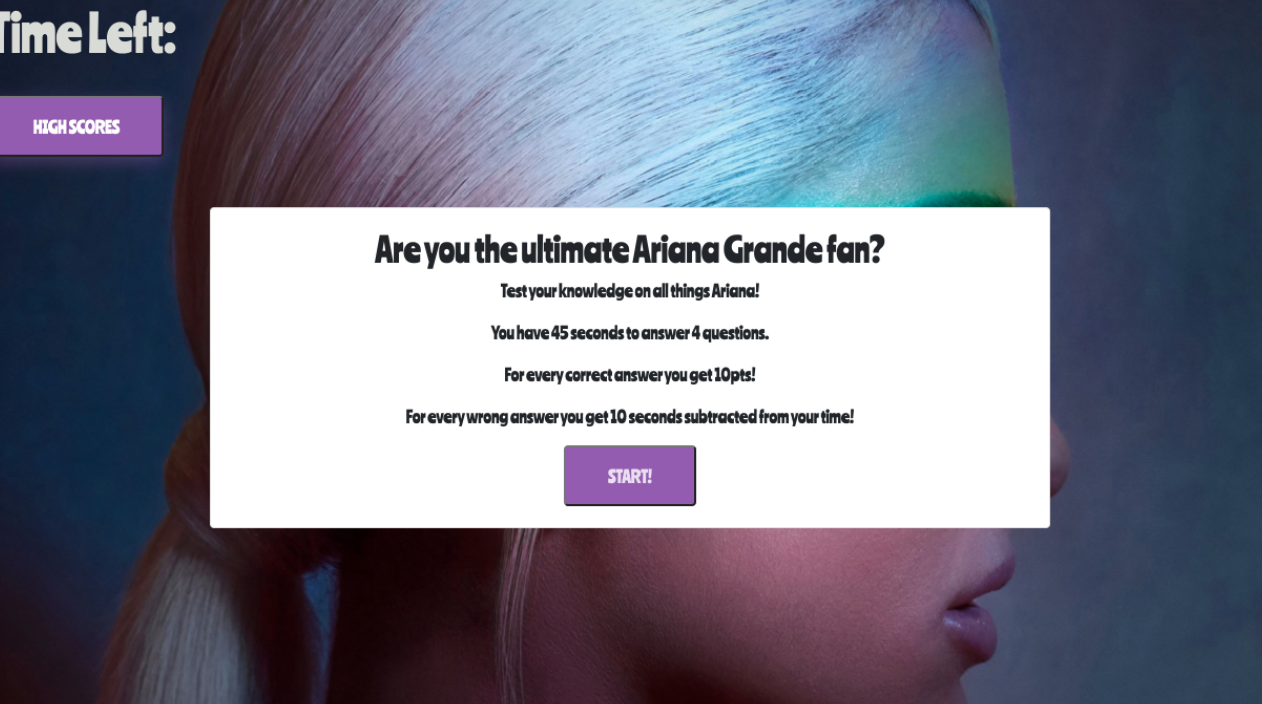 Time Left:
HIGH SCORES
Are you the ultimate Ariana Grande fan?
Test your knowledge on all things Ariana!
You have 45 seconds to answer 4 questions.
For every correct answer you get 10pts!
For every wrong answer you get 10 seconds subtracted from your time!
START!